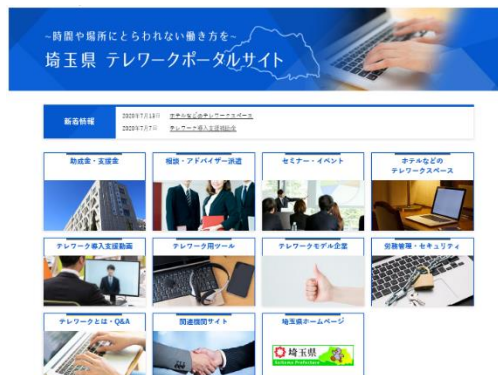 ~時間や場所にとらわれない働き方を~
埼玉県 テレワークポータルサイト
新着情報
2020年7月13日 ホテルなどのテレワークスペース
2020年7月7日 テレワーク導入支援補助金
助成金・支援金
相談・アドバイザー派遣
セミナー・イベント
ホテルなどの
テレワークスペース
テレワーク導入支援動画
テレワーク用ツール
テレワークモデル企業
労務管理・セキュリティ
テレワークとは・Q&A
関連機関サイト
埼玉県ホームページ
埼玉県
Saitama Prefecture